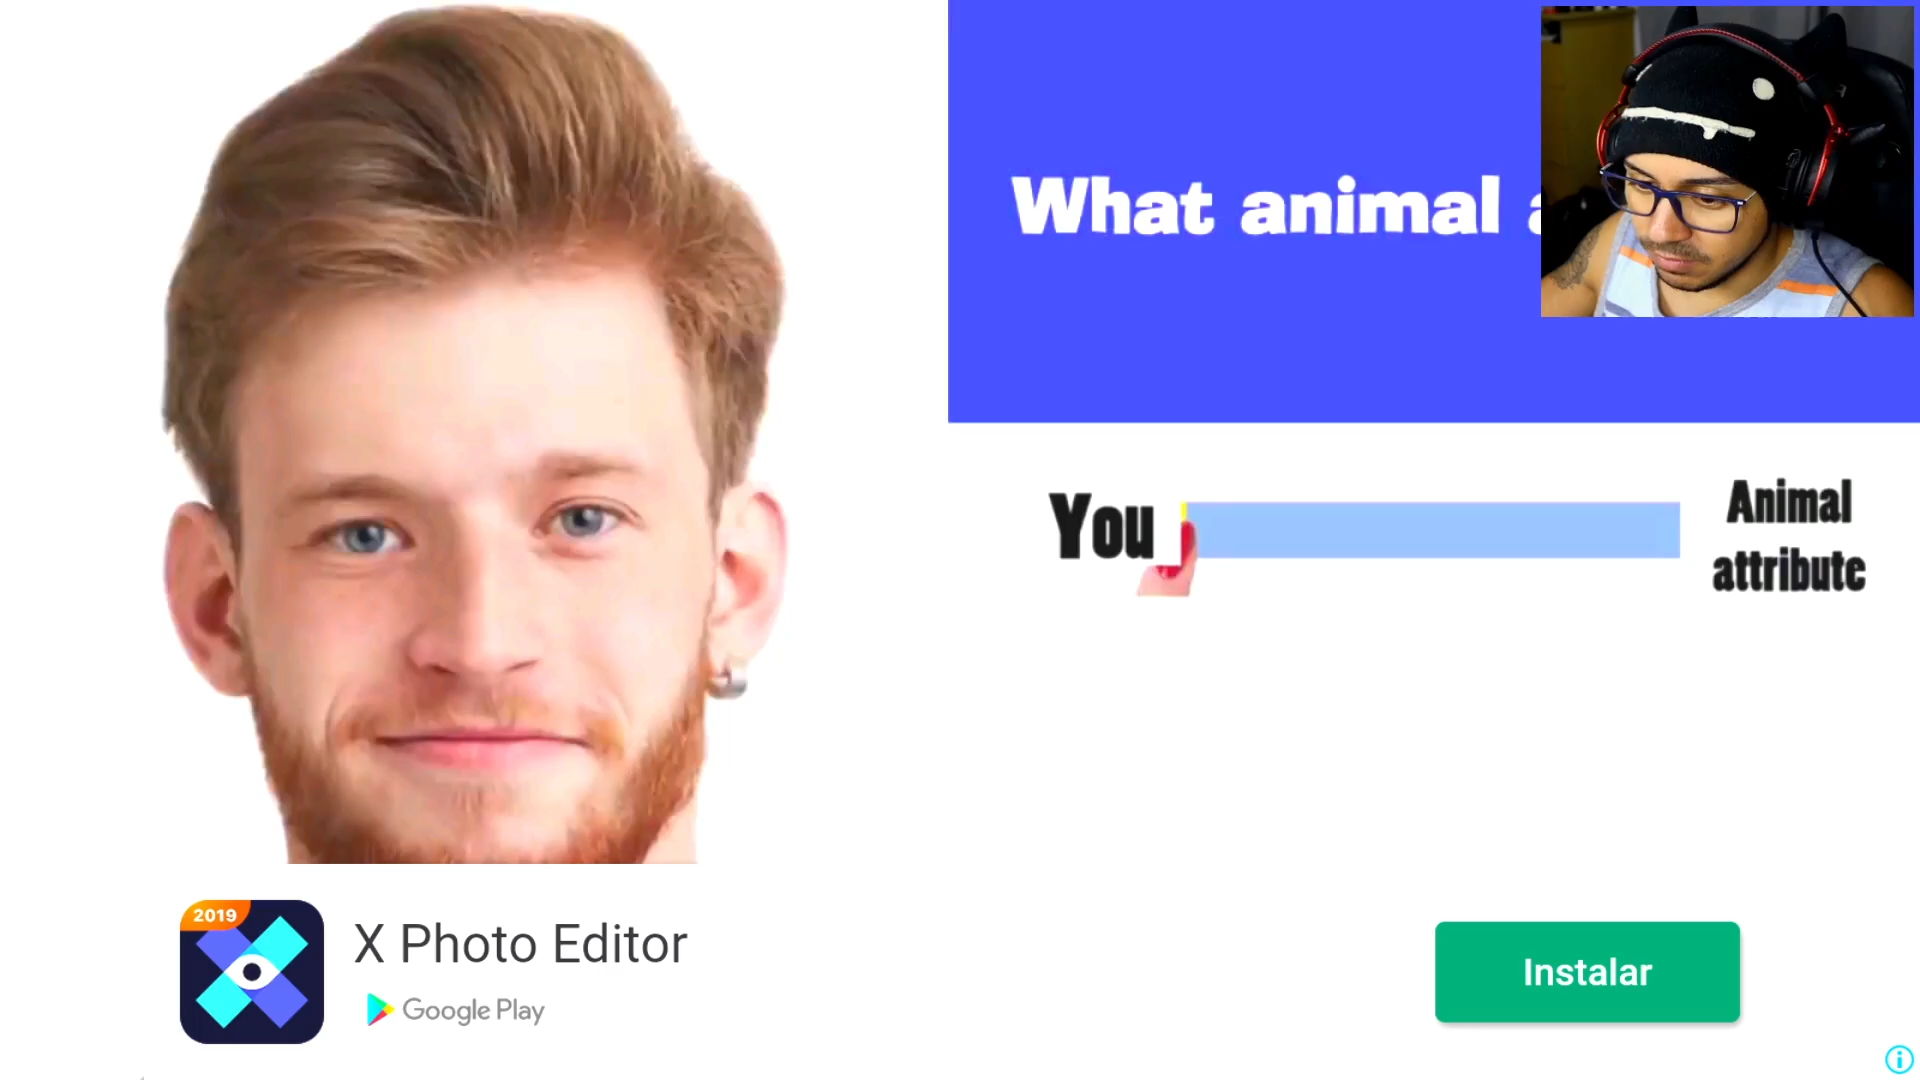 What animal
You
Animal
attribute
2019
X Photo Editor
Google Play
Instalar